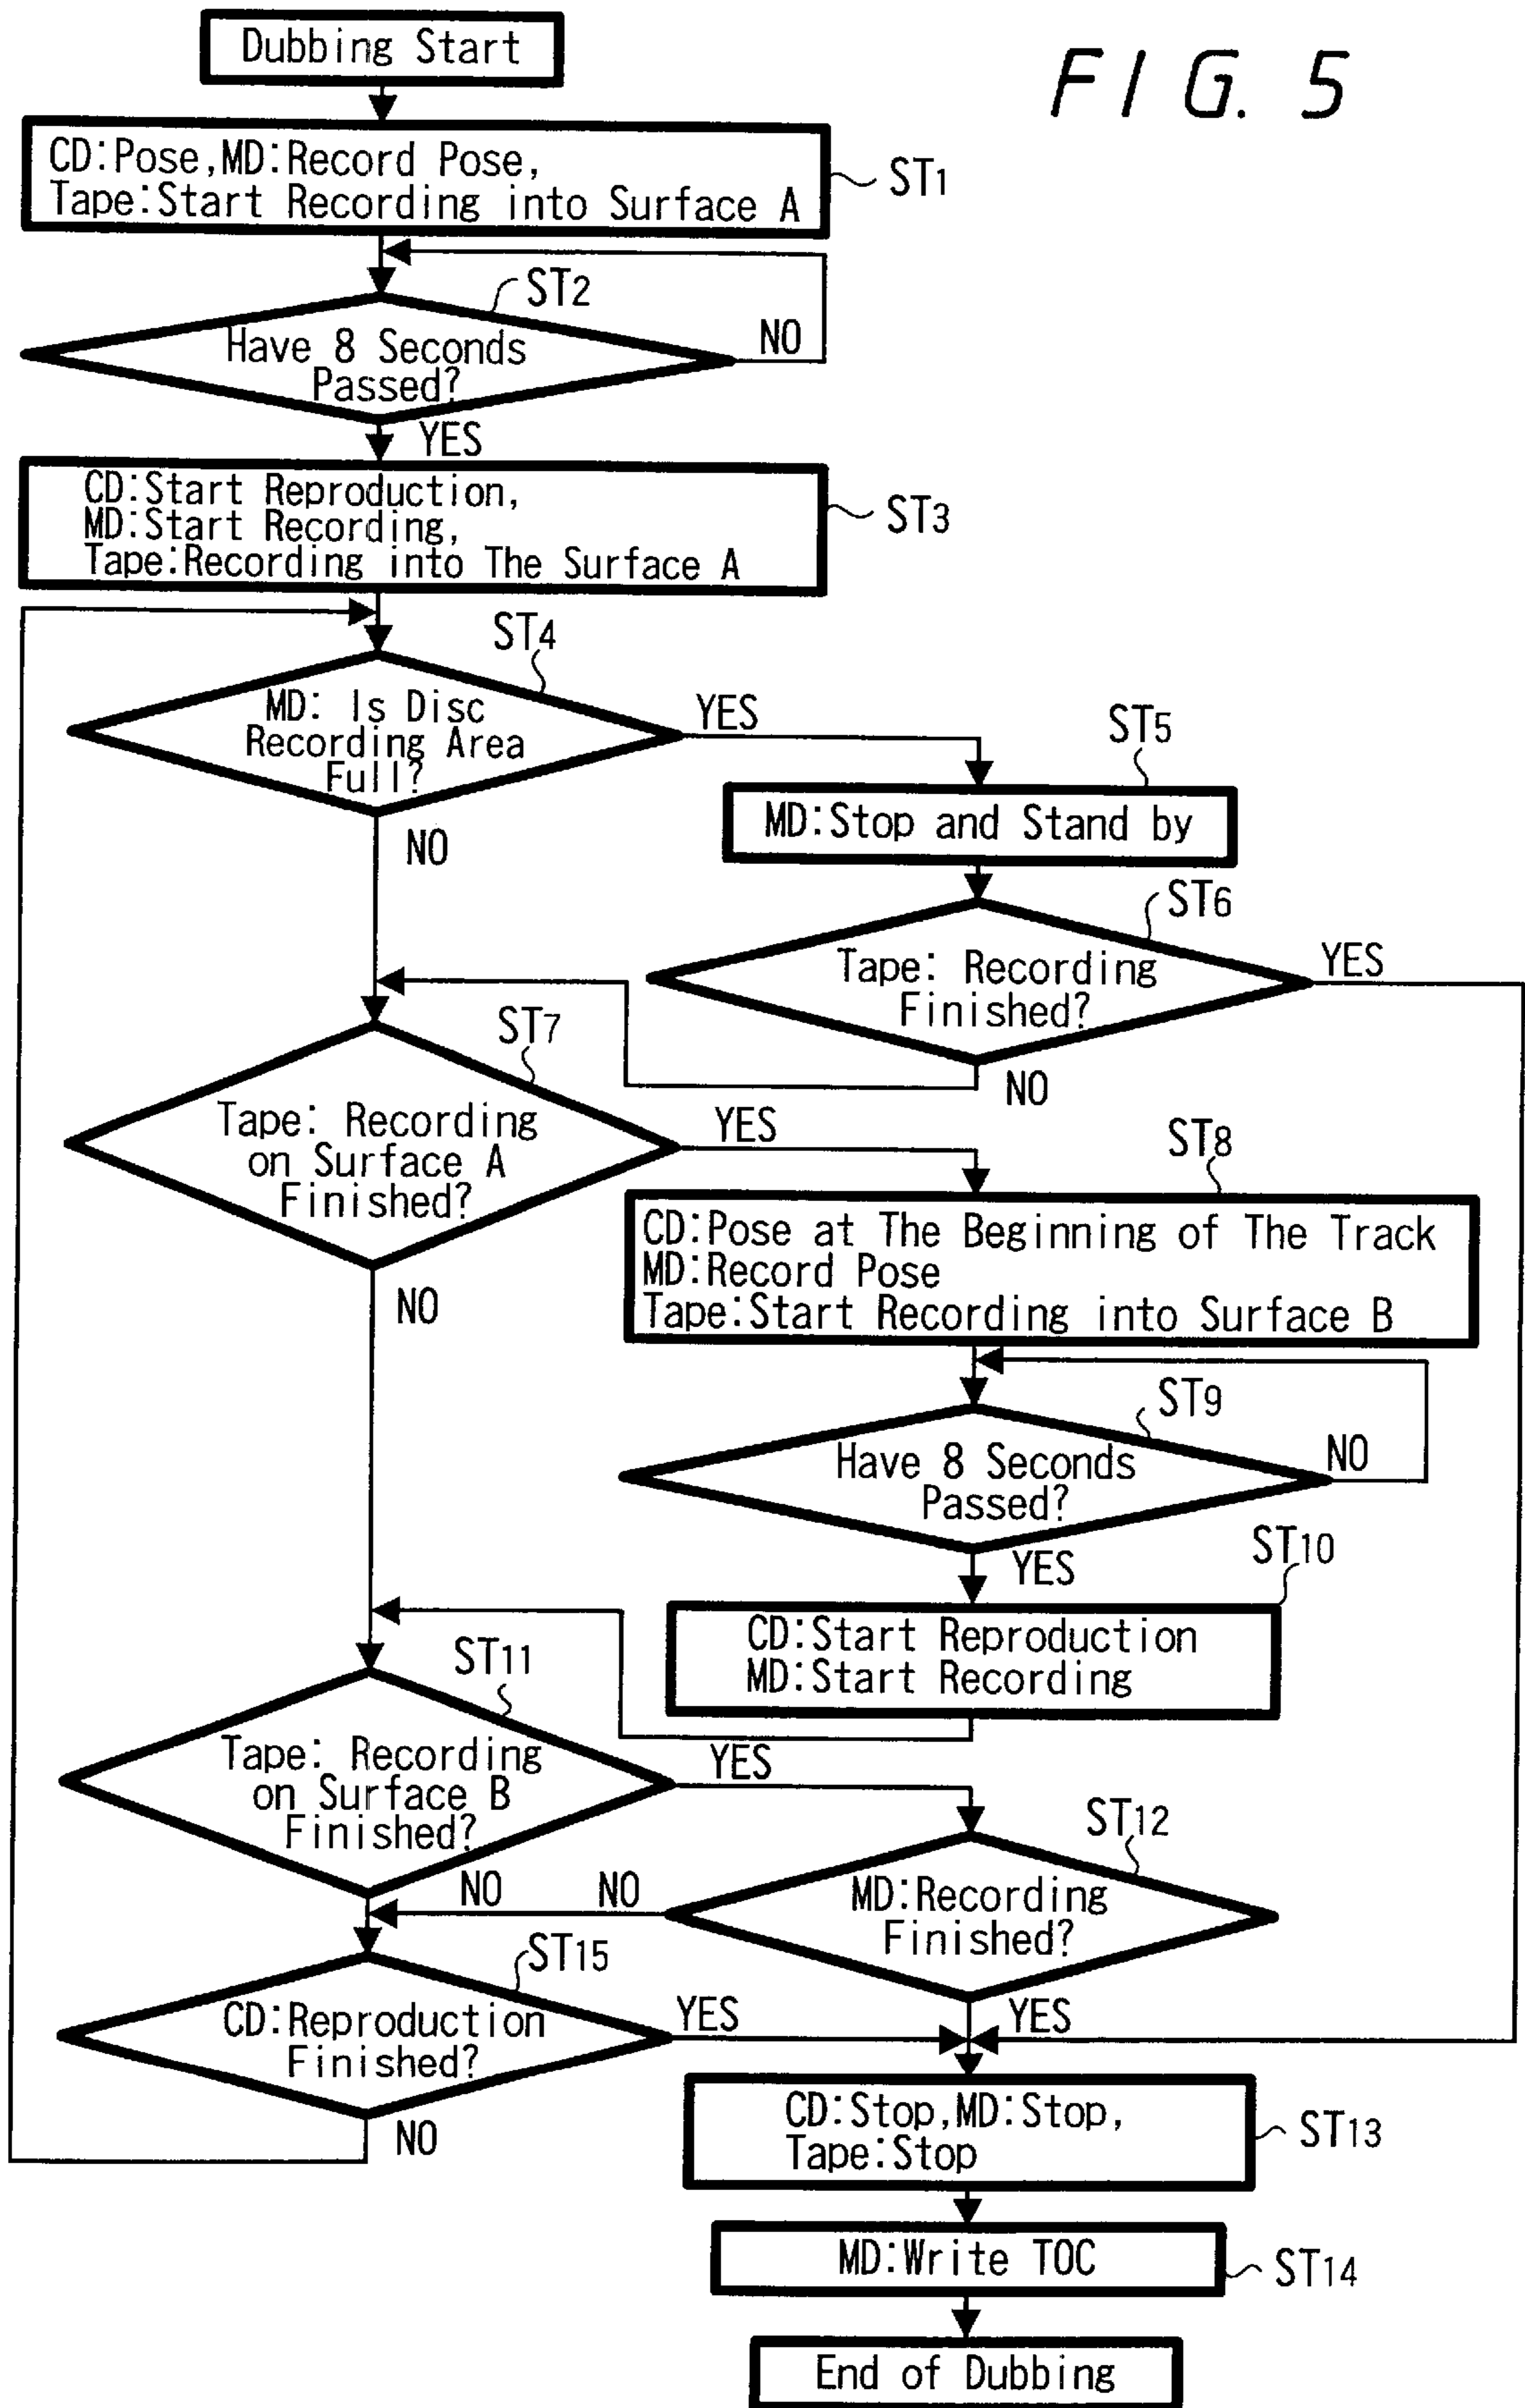 FIG. 5
Dubbing Start
CD:Pose,MD:Record Pose,
Tape:Start Recording into Surface A
ST1
ST2
Have 8 Seconds
Passed?
NO
YES
CD:Start Reproduction,
MD:Start Recording,
Tape:Recording into The Surface A
ST3
ST4
MD: Is Disc
Recording Area
Full?
YES
NO
ST5
MD:Stop and Stand by
ST6
Tape: Recording
Finished?
YES
NO
ST7
Tape: Recording
on Surface A
Finished?
YES
NO
ST8
CD:Pose at The Beginning of The Track
MD:Record Pose
Tape:Start Recording into Surface B
ST9
Have 8 Seconds
Passed?
NO
YES
ST10
CD:Start Reproduction
MD:Start Recording
ST11
Tape: Recording
on Surface B
Finished?
YES
NO
ST12
MD:Recording
Finished?
NO
YES
ST15
CD:Reproduction
Finished?
YES
NO
CD:Stop,MD:Stop,
Tape:Stop
ST13
MD:Write TOC
ST14
End of Dubbing